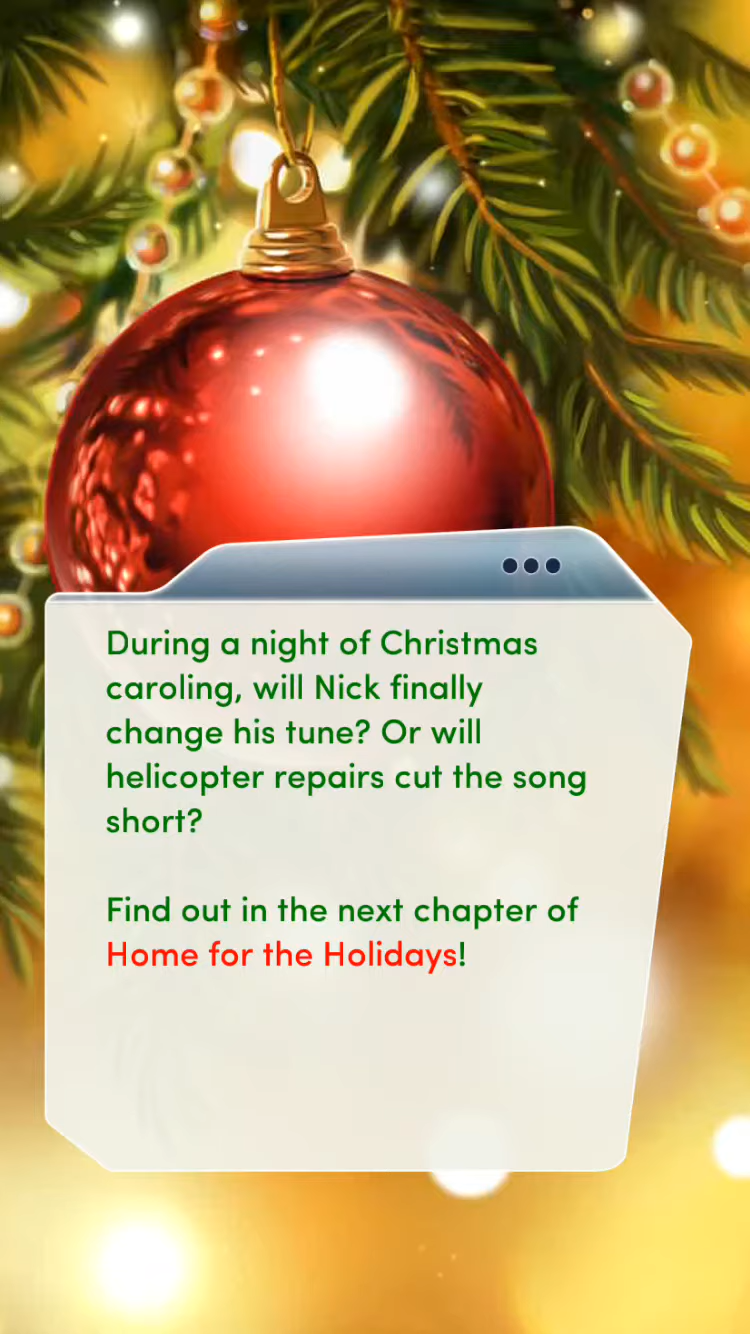 During a night of Christmas
caroling, will Nick finally
change his tune? Or will
helicopter repairs cut the song
short?
Find out in the next chapter of
Home for the Holidays!